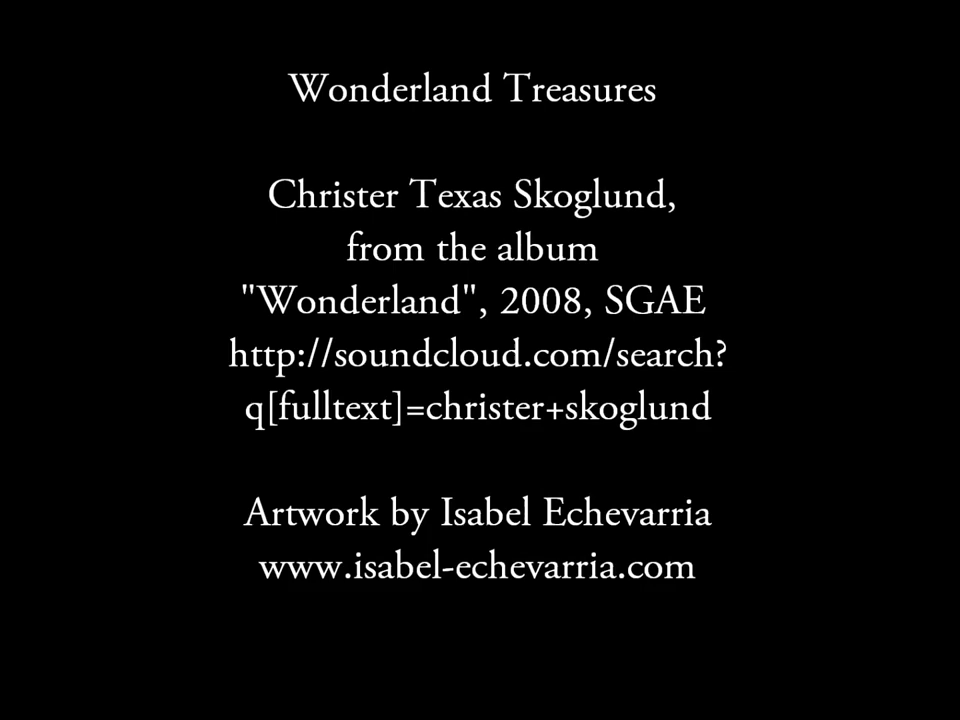 Wonderland Treasures
Christer Texas Skoglund,
from the album
"Wonderland", 2008, SGAE
http://soundcloud.com/search?
q[fulltext]=christer+skoglund
Artwork by Isabel Echevarria
www.isabel-echevarria.com